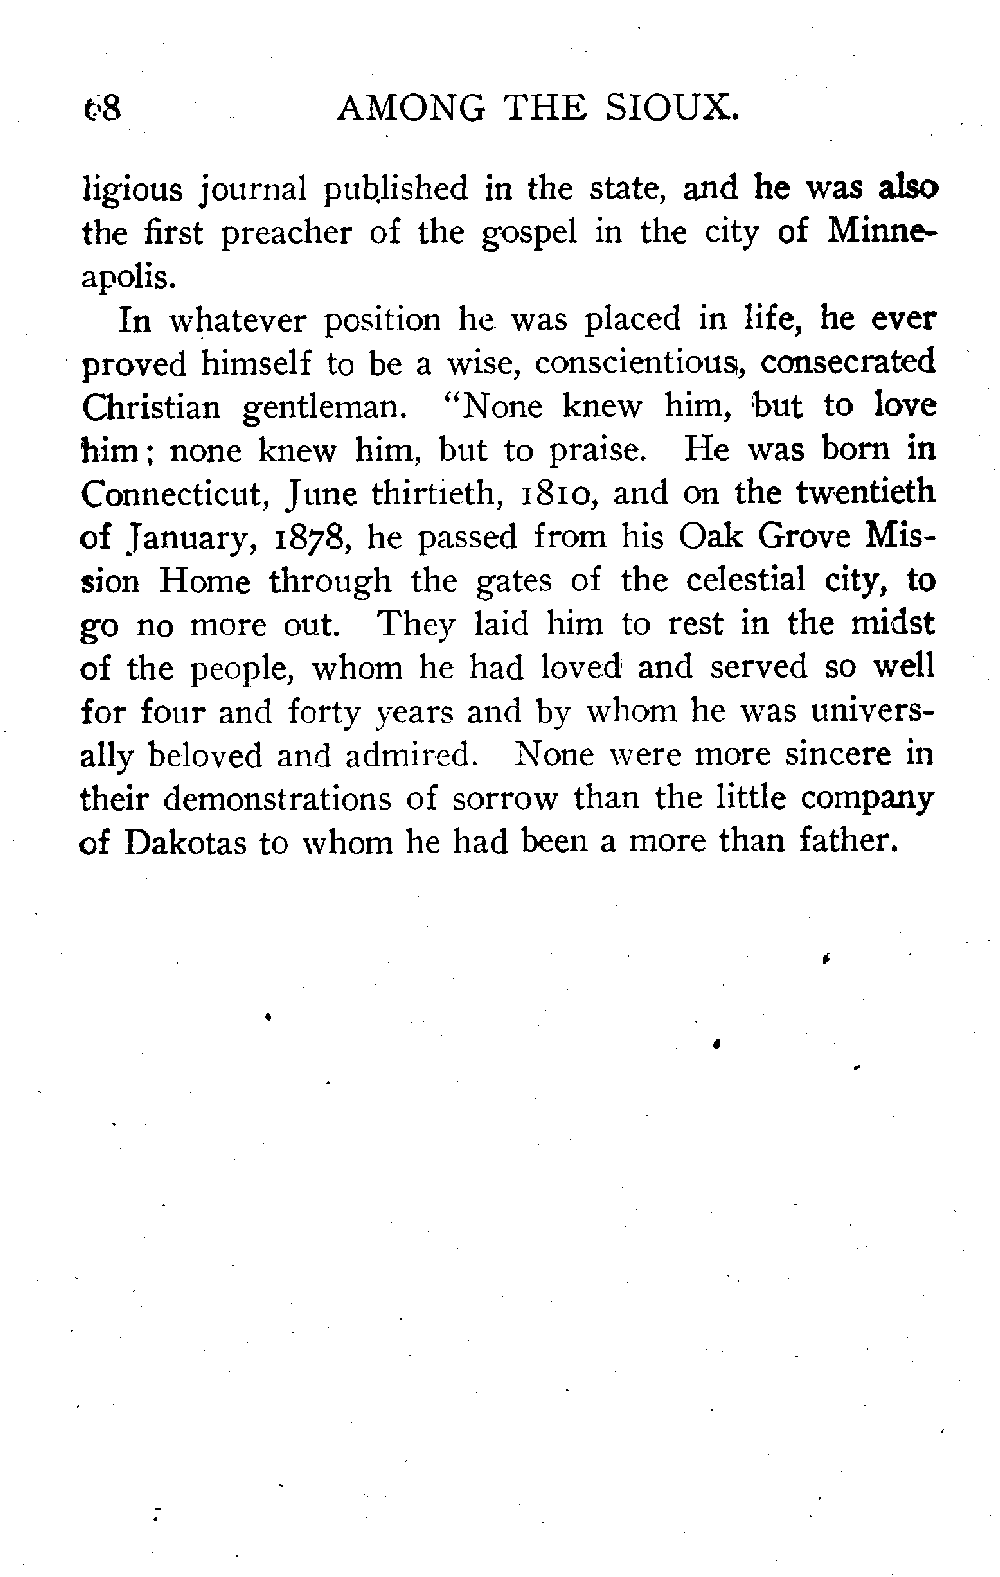 68 AMONG THE SIOUX.
ligious journal published in the state, and he was also
the first preacher of the gospel in the city of Minne-
apolis.
In whatever position he was placed in life, he ever
proved himself to be a wise, conscientious, consecrated
Christian gentleman. "None knew him, but to love
him; none knew him, but to praise. He was born in
Connecticut, June thirtieth, 1810, and on the twentieth
of January, 1878, he passed from his Oak Grove Mis-
sion Home through the gates of the celestial city, to
go no more out. They laid him to rest in the midst
of the people, whom he had loved and served so well
for four and forty years and by whom he was univers-
ally beloved and admired. None were more sincere in
their demonstrations of sorrow than the little company
of Dakotas to whom he had been a more than father.